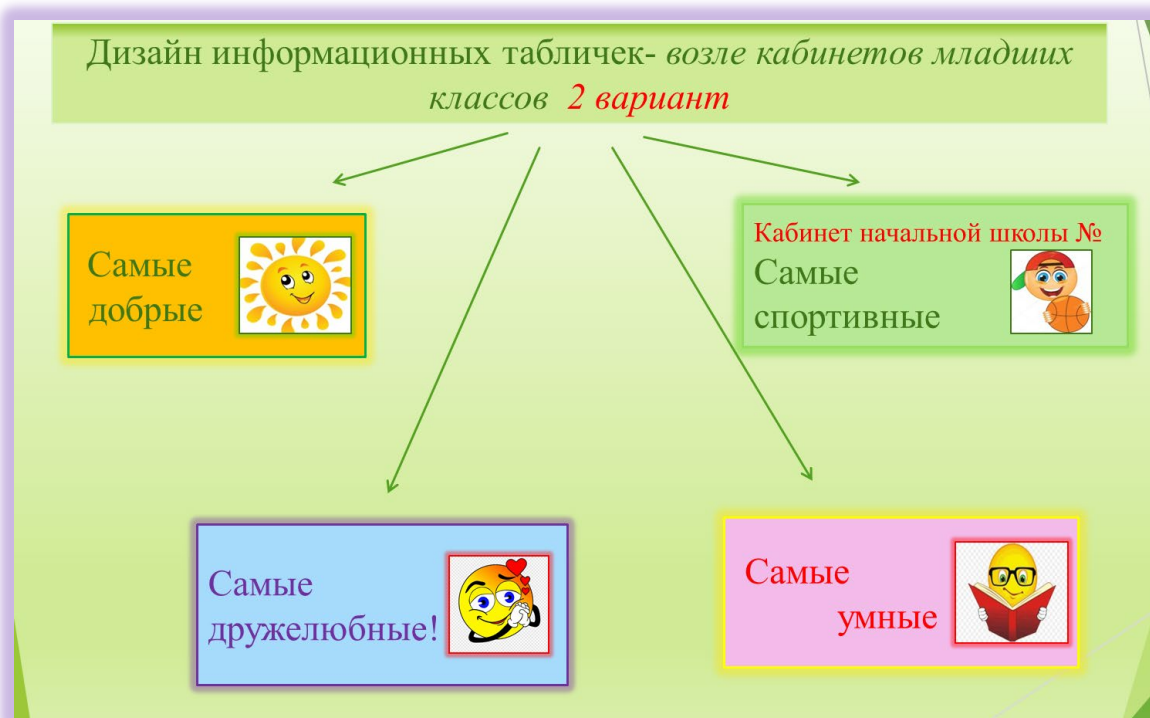 Дизайн информационных табличек- возле кабинетов младших
классов 2 вариант
Самые
добрые
Кабинет начальной школы №
Самые
спортивные
Самые
дружелюбные!
Самые
умные